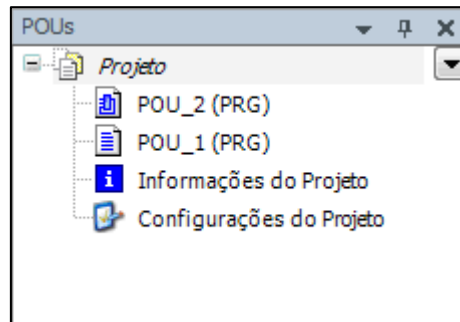 POUs
Projeto
POU_2 (PRG)
POU_1 (PRG)
Informações do Projeto
Configurações do Projeto